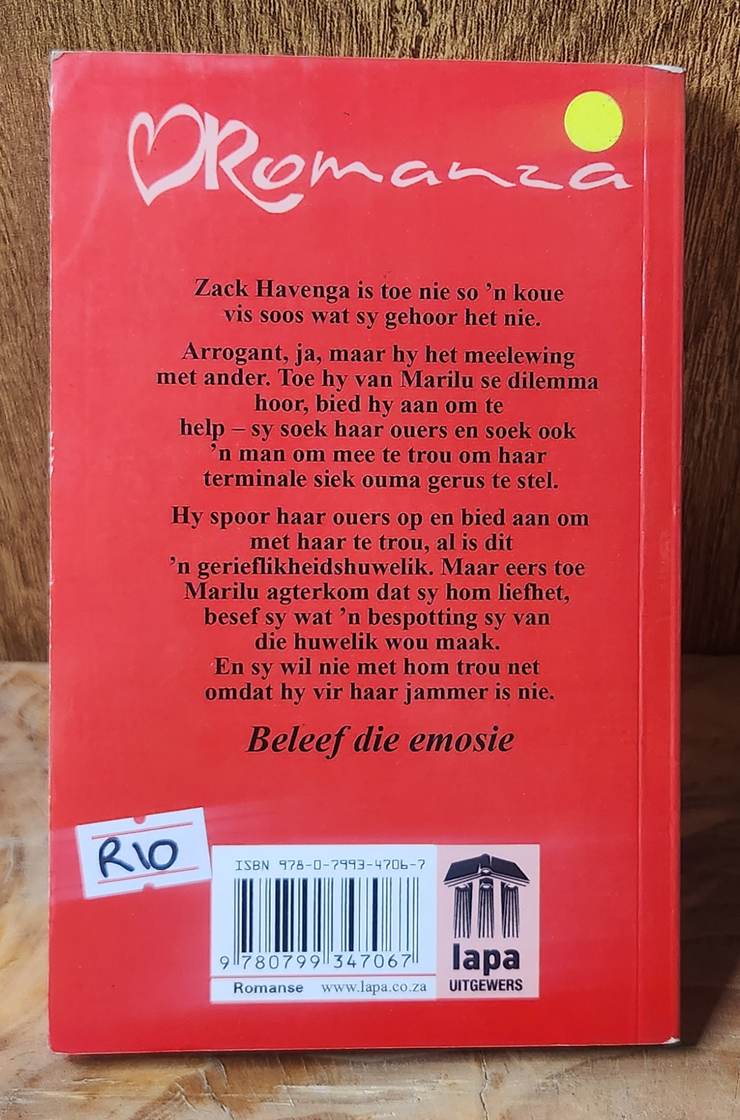 Romanza
Zack Havenga is toe nie so ’n koue
vis soos wat sy gehoor het nie.
Arrogant, ja, maar hy het meelewing
met ander. Toe hy van Marilu se dilemma
hoor, bied hy aan om te
help – sy soek haar ouers en soek ook
’n man om mee te trou om haar
terminale siek ouma gerus te stel.
Hy spoor haar ouers op en bied aan om
met haar te trou, al is dit
’n gerieflikheidshuwelik. Maar eers toe
Marilu agterkom dat sy hom liefhet,
besef sy wat ’n bespotting sy van
die huwelik wou maak.
En sy wil nie met hom trou net
omdat hy vir haar jammer is nie.
Beleef die emosie
R10
ISBN 978-0-7993-4706-7
9 780799 347067
Romanse www.lapa.co.za
lapa
UITGEWERS